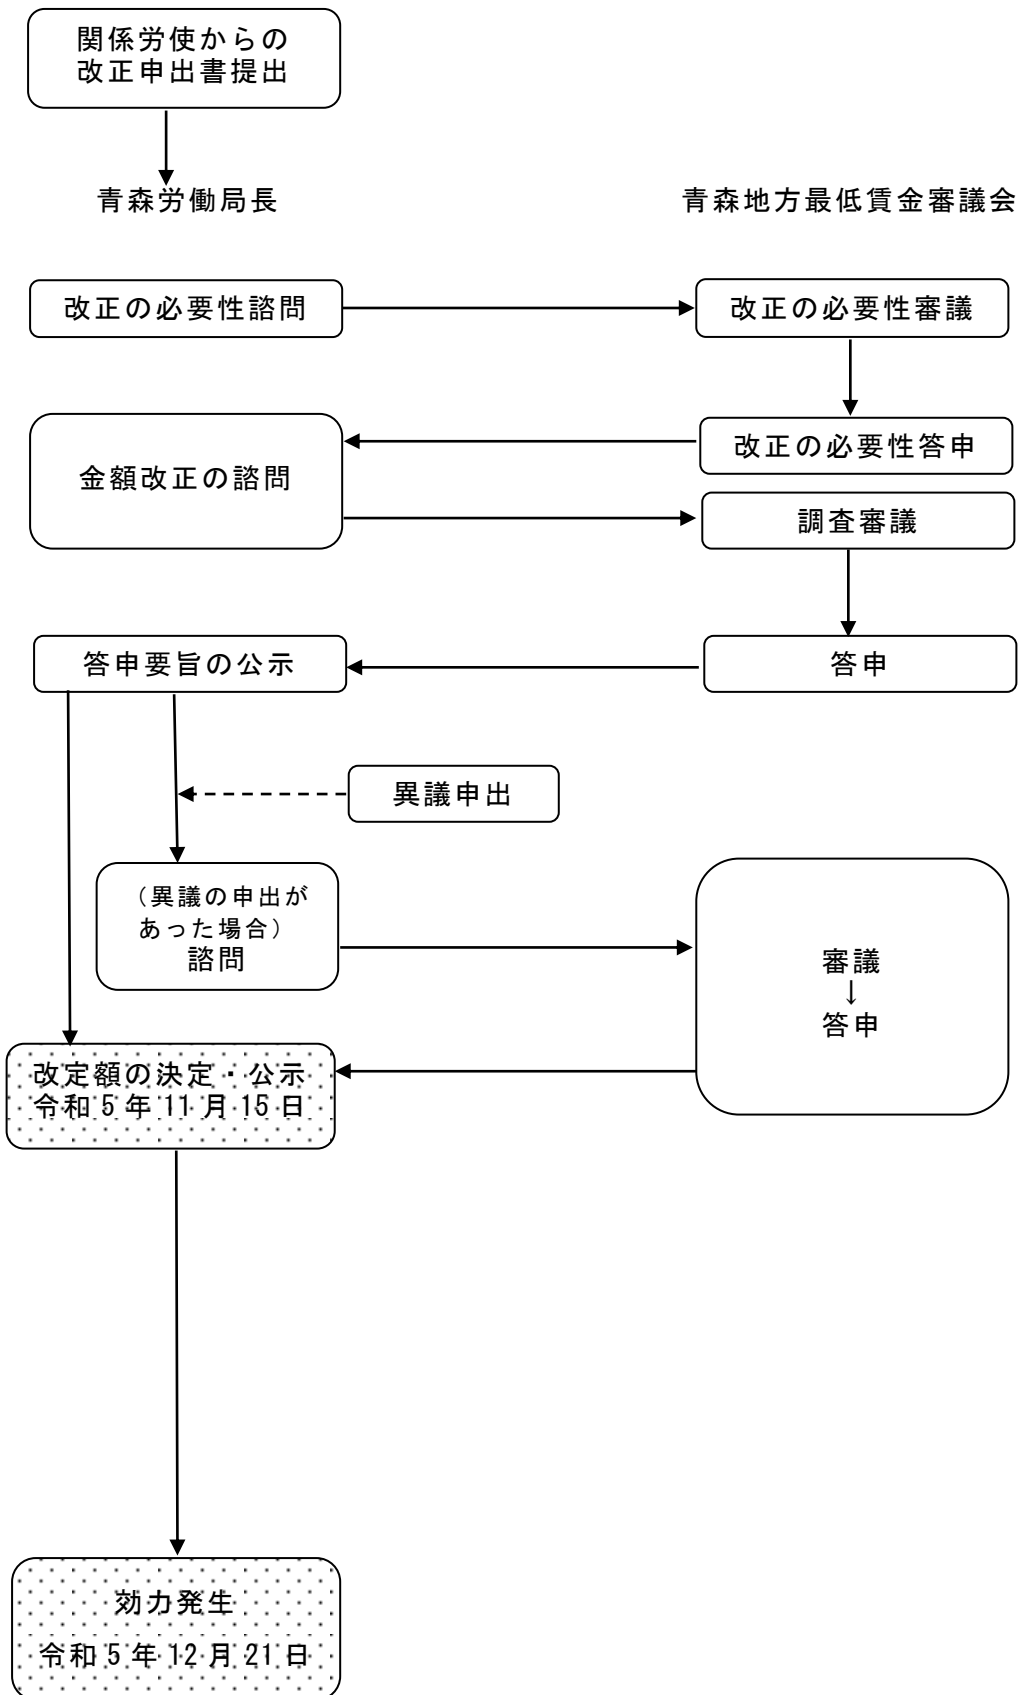 関係労使からの
改正申出書提出
青森労働局長
青森地方最低賃金審議会
改正の必要性諮問
改正の必要性審議
改正の必要性答申
金額改正の諮問
調査審議
答申要旨の公示
答申
異議申出
（異議の申出が
あった場合）
諮問
審議
↓
答申
改定額の決定・公示
令和5年11月15日
効力発生
令和5年12月21日